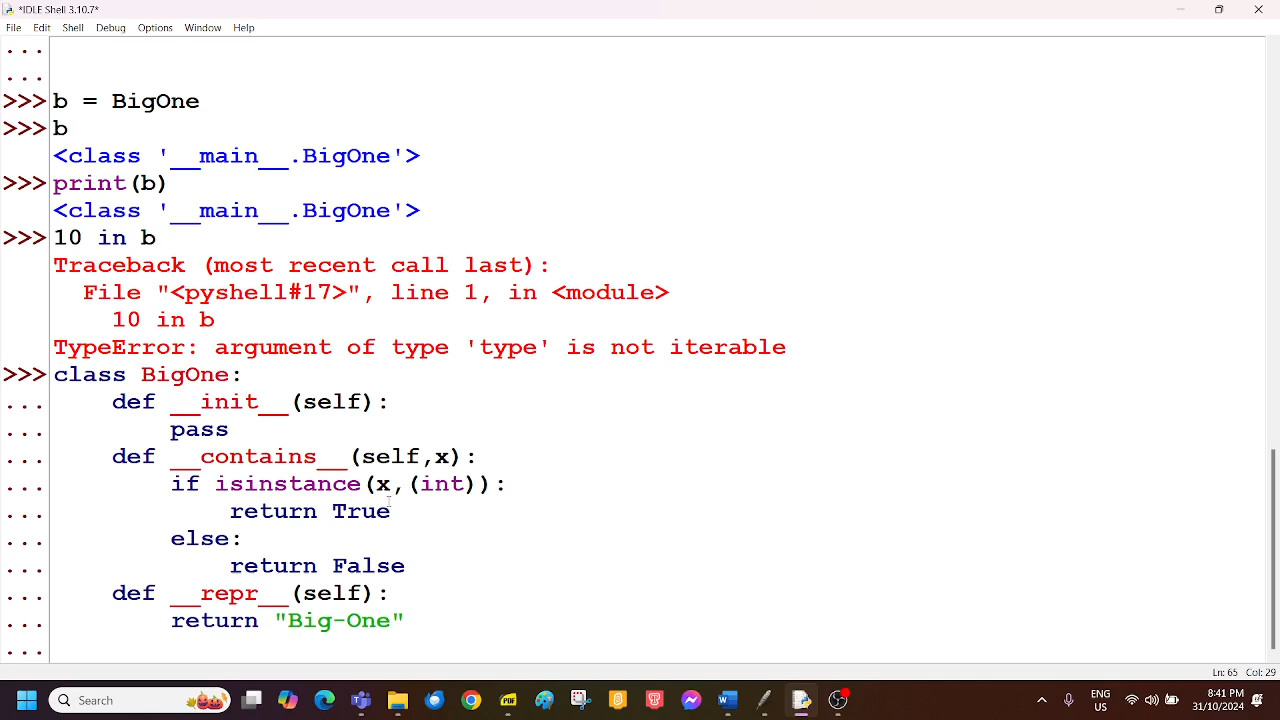 *IDLE Shell 3.10.7*
File Edit Shell Debug Options Window Help
...
...
>>> b = BigOne
>>> b
<class '__main__.BigOne'>
>>> print(b)
<class '__main__.BigOne'>
>>> 10 in b
Traceback (most recent call last):
  File "<pyshell#17>", line 1, in <module>
    10 in b
TypeError: argument of type 'type' is not iterable
>>> class BigOne:
...     def __init__(self):
...         pass
...     def __contains__(self,x):
...         if isinstance(x,(int)):
...             return True
...         else:
...             return False
...     def __repr__(self):
...         return "Big-One"
...
Ln: 65 Col: 29
Search
PDF
ENG
US
8:41 PM
31/10/2024